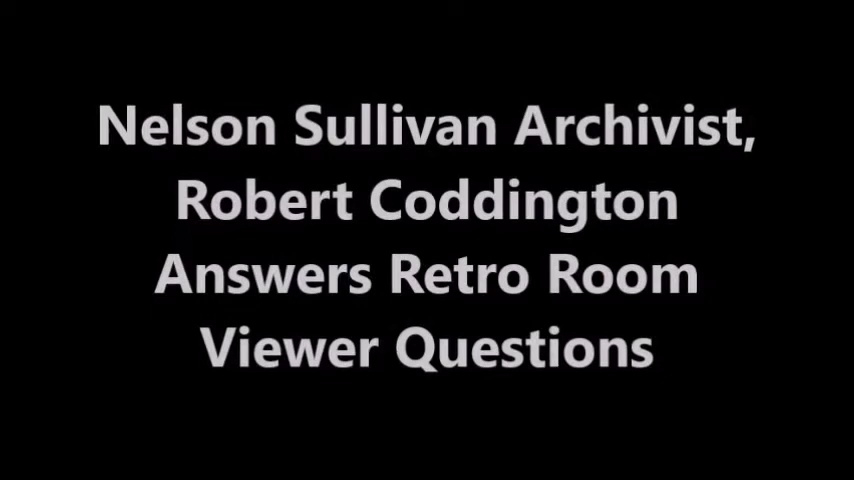 Nelson Sullivan Archivist,
Robert Coddington
Answers Retro Room
Viewer Questions